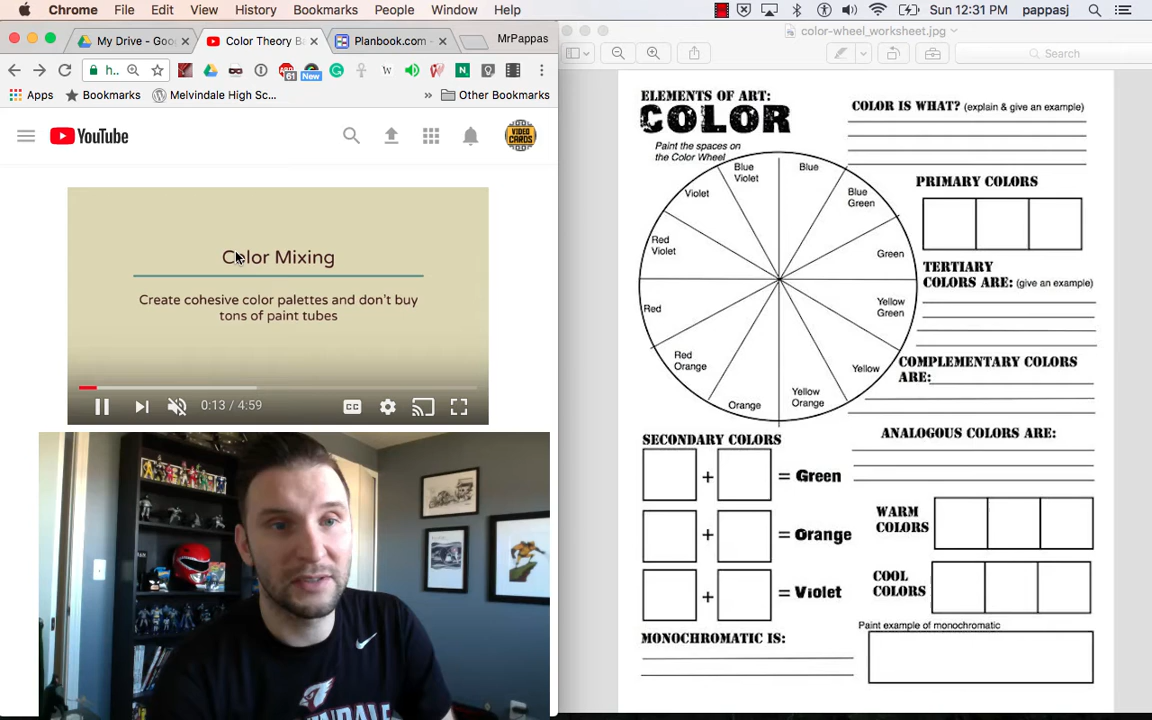 Chrome File Edit View History Bookmarks People Window Help
Sun 12:31 PM pappasj
My Drive - Goo
Color Theory Ba
Planbook.com -
MrPappas
h...
61
New
W
N
Apps
Bookmarks
Melvindale High Sc...
»
Other Bookmarks
YouTube
VIDEO CARDS
Color Mixing
Create cohesive color palettes and don't buy
tons of paint tubes
0:13 / 4:59
CC
color-wheel_worksheet.jpg
Search
ELEMENTS OF ART:
COLOR
Paint the spaces on
the Color Wheel
COLOR IS WHAT? (explain & give an example)
Blue
Violet
Blue
Blue
Green
Violet
Red
Violet
Green
Red
Yellow
Green
Red
Orange
Yellow
Orange
Yellow
Orange
PRIMARY COLORS
TERTIARY
COLORS ARE: (give an example)
COMPLEMENTARY COLORS
ARE:
ANALOGOUS COLORS ARE:
SECONDARY COLORS
+ = Green
+ = Orange
+ = Violet
WARM
COLORS
COOL
COLORS
MONOCHROMATIC IS:
Paint example of monochromatic